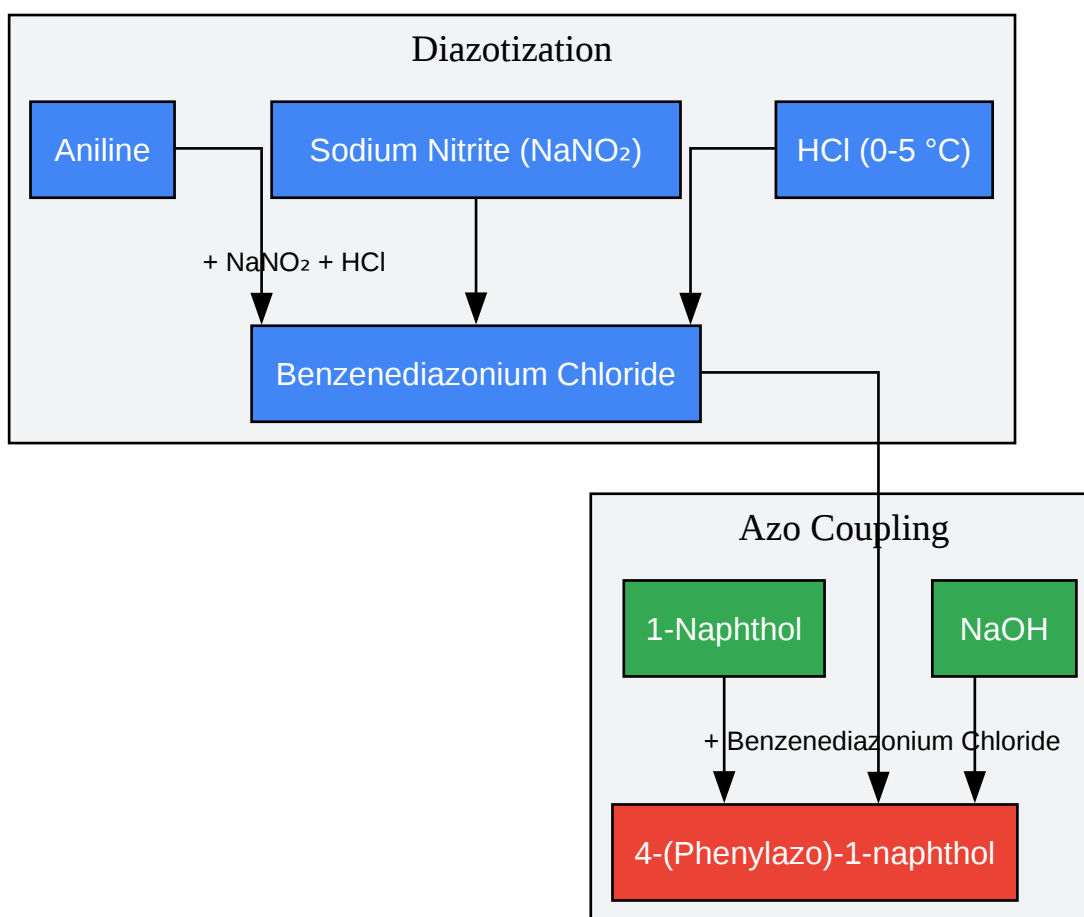 Diazotization
Aniline
Sodium Nitrite (NaNO₂)
HCl (0-5 °C)
+ NaNO₂ + HCl
Benzenediazonium Chloride
Azo Coupling
1-Naphthol
NaOH
+ Benzenediazonium Chloride
4-(Phenylazo)-1-naphthol